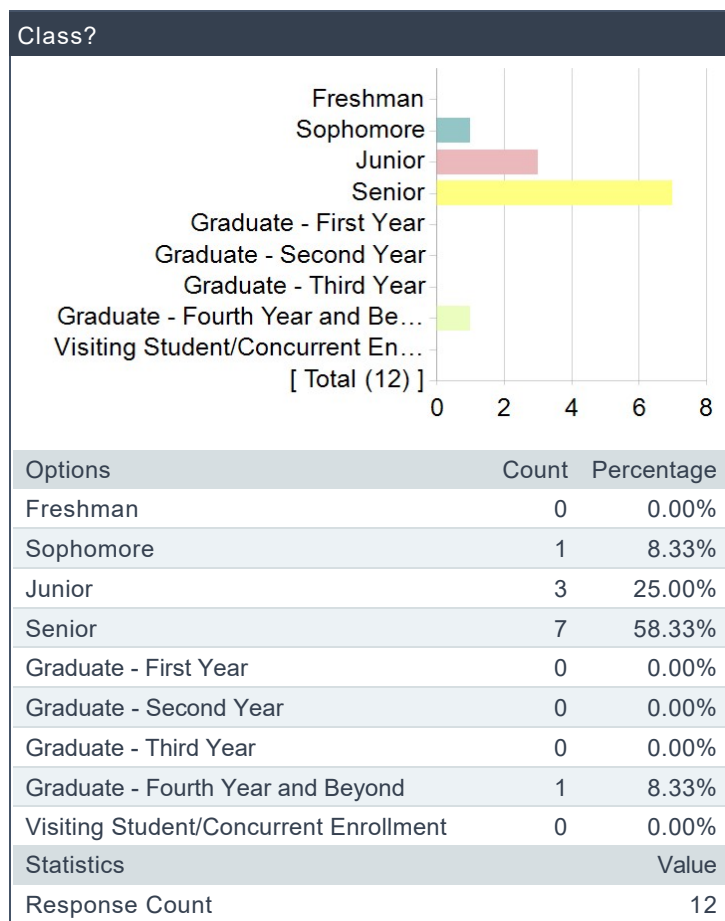 Class?
Freshman
Sophomore
Junior
Senior
Graduate - First Year
Graduate - Second Year
Graduate - Third Year
Graduate - Fourth Year and Be…
Visiting Student/Concurrent En…
[ Total (12) ]
0 2 4 6 8
Options Count Percentage
Freshman 0 0.00%
Sophomore 1 8.33%
Junior 3 25.00%
Senior 7 58.33%
Graduate - First Year 0 0.00%
Graduate - Second Year 0 0.00%
Graduate - Third Year 0 0.00%
Graduate - Fourth Year and Beyond 1 8.33%
Visiting Student/Concurrent Enrollment 0 0.00%
Statistics Value
Response Count 12